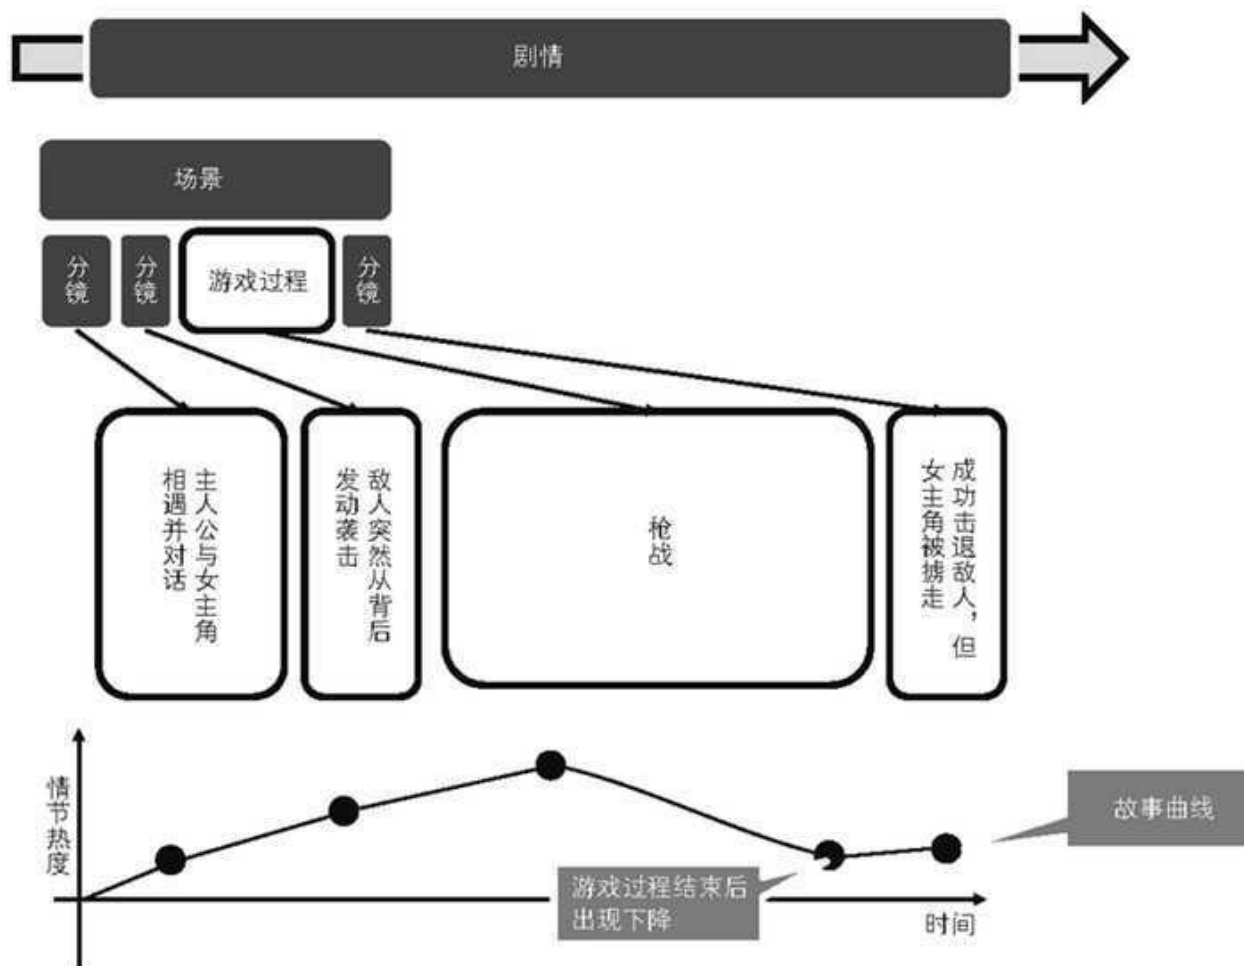 剧情
场景
分镜
分镜
游戏过程
分镜
主人公与女主角
相遇并对话
敌人突然从背后
发动袭击
枪战
成功击退敌人，但
女主角被掳走
情节热度
故事曲线
游戏过程结束后
出现下降
时间